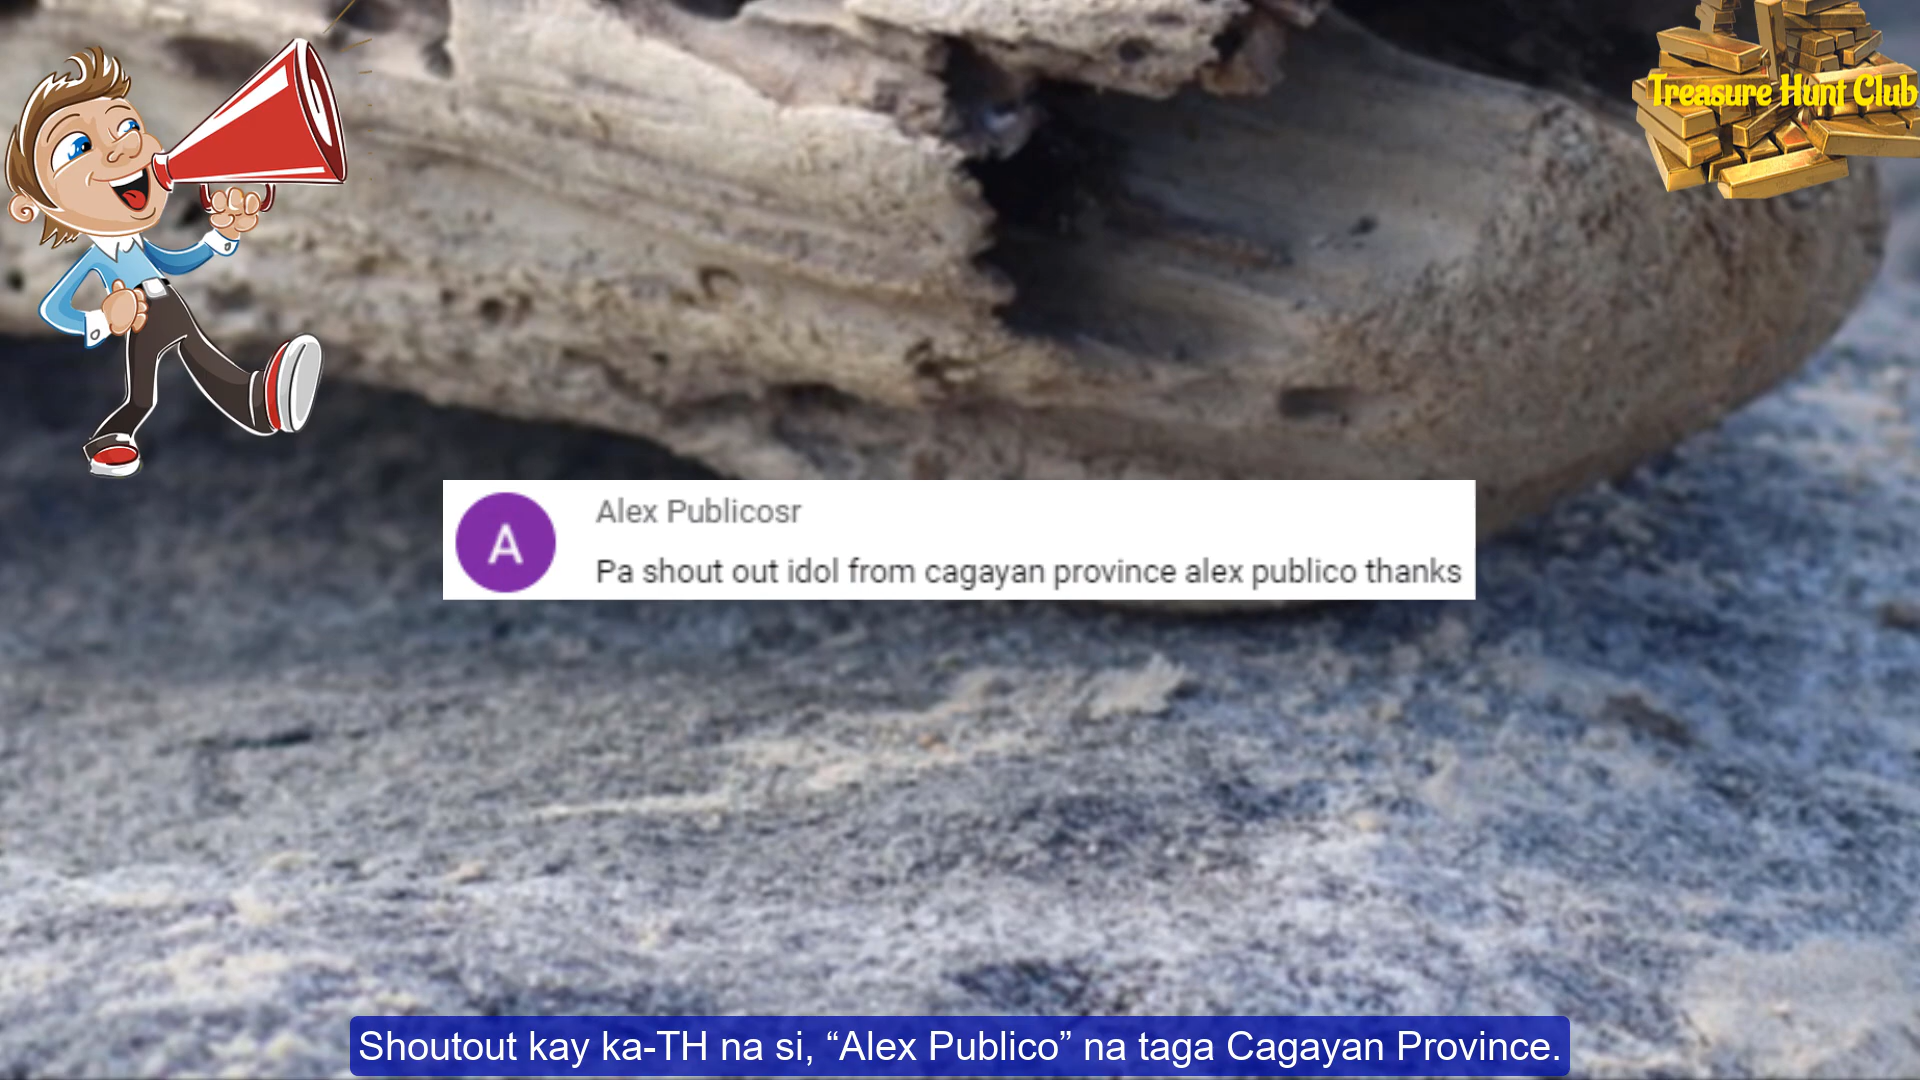 Treasure Hunt Club
A
Alex Publicosr
Pa shout out idol from cagayan province alex publico thanks
Shoutout kay ka-TH na si, “Alex Publico” na taga Cagayan Province.